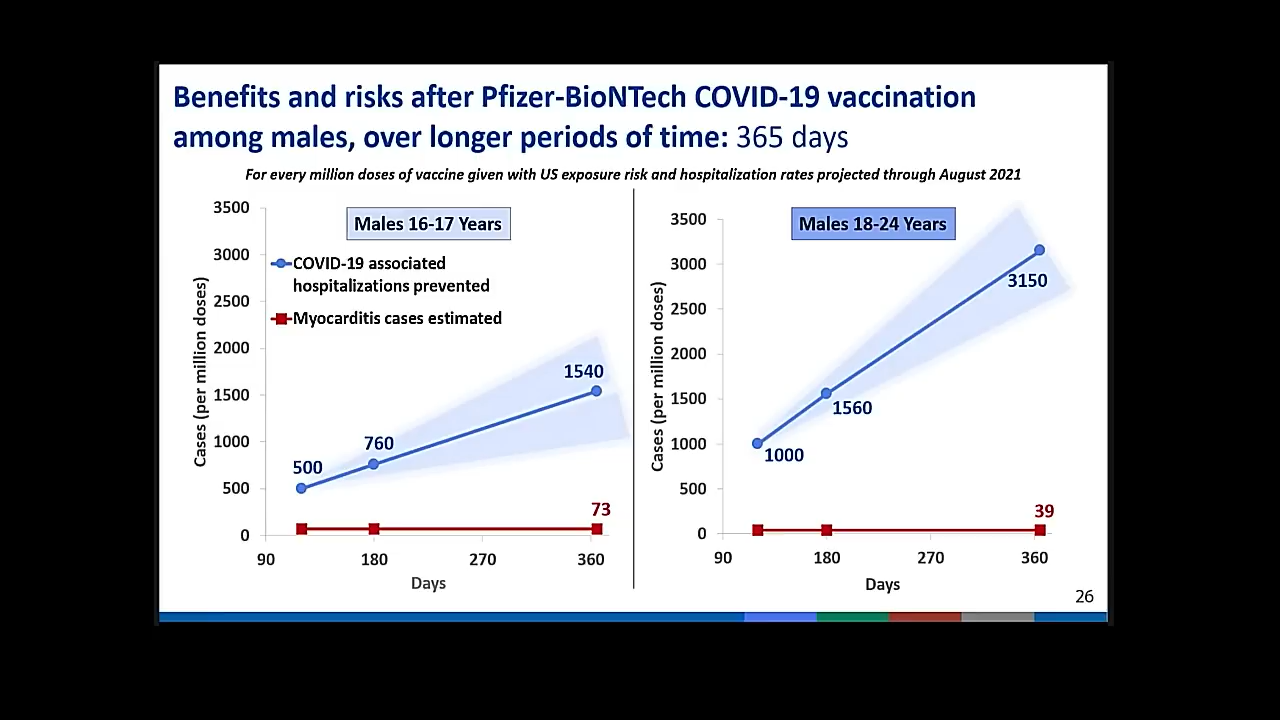 Benefits and risks after Pfizer-BioNTech COVID-19 vaccination
among males, over longer periods of time: 365 days
For every million doses of vaccine given with US exposure risk and hospitalization rates projected through August 2021
Males 16-17 Years
COVID-19 associated
hospitalizations prevented
Myocarditis cases estimated
Cases (per million doses)
3500
3000
2500
2000
1500
1000
500
0
500
760
1540
73
90
180
270
360
Days
Males 18-24 Years
Cases (per million doses)
3500
3000
2500
2000
1500
1000
500
0
1000
1560
3150
39
90
180
270
360
Days
26